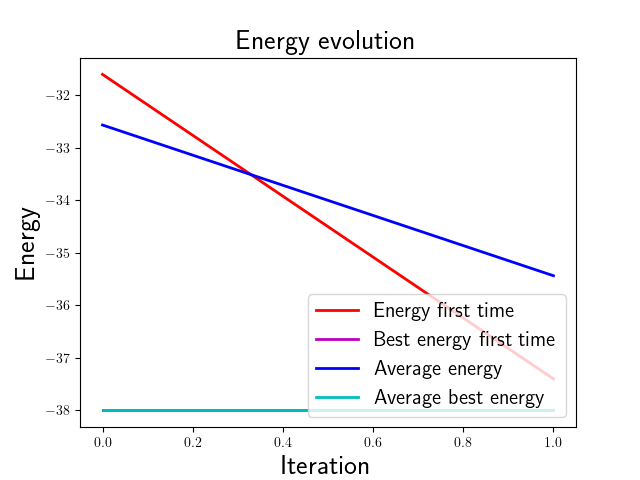 Energy evolution
Energy
−32
−33
−34
−35
−36
−37
−38
Energy first time
Best energy first time
Average energy
Average best energy
0.0 0.2 0.4 0.6 0.8 1.0
Iteration